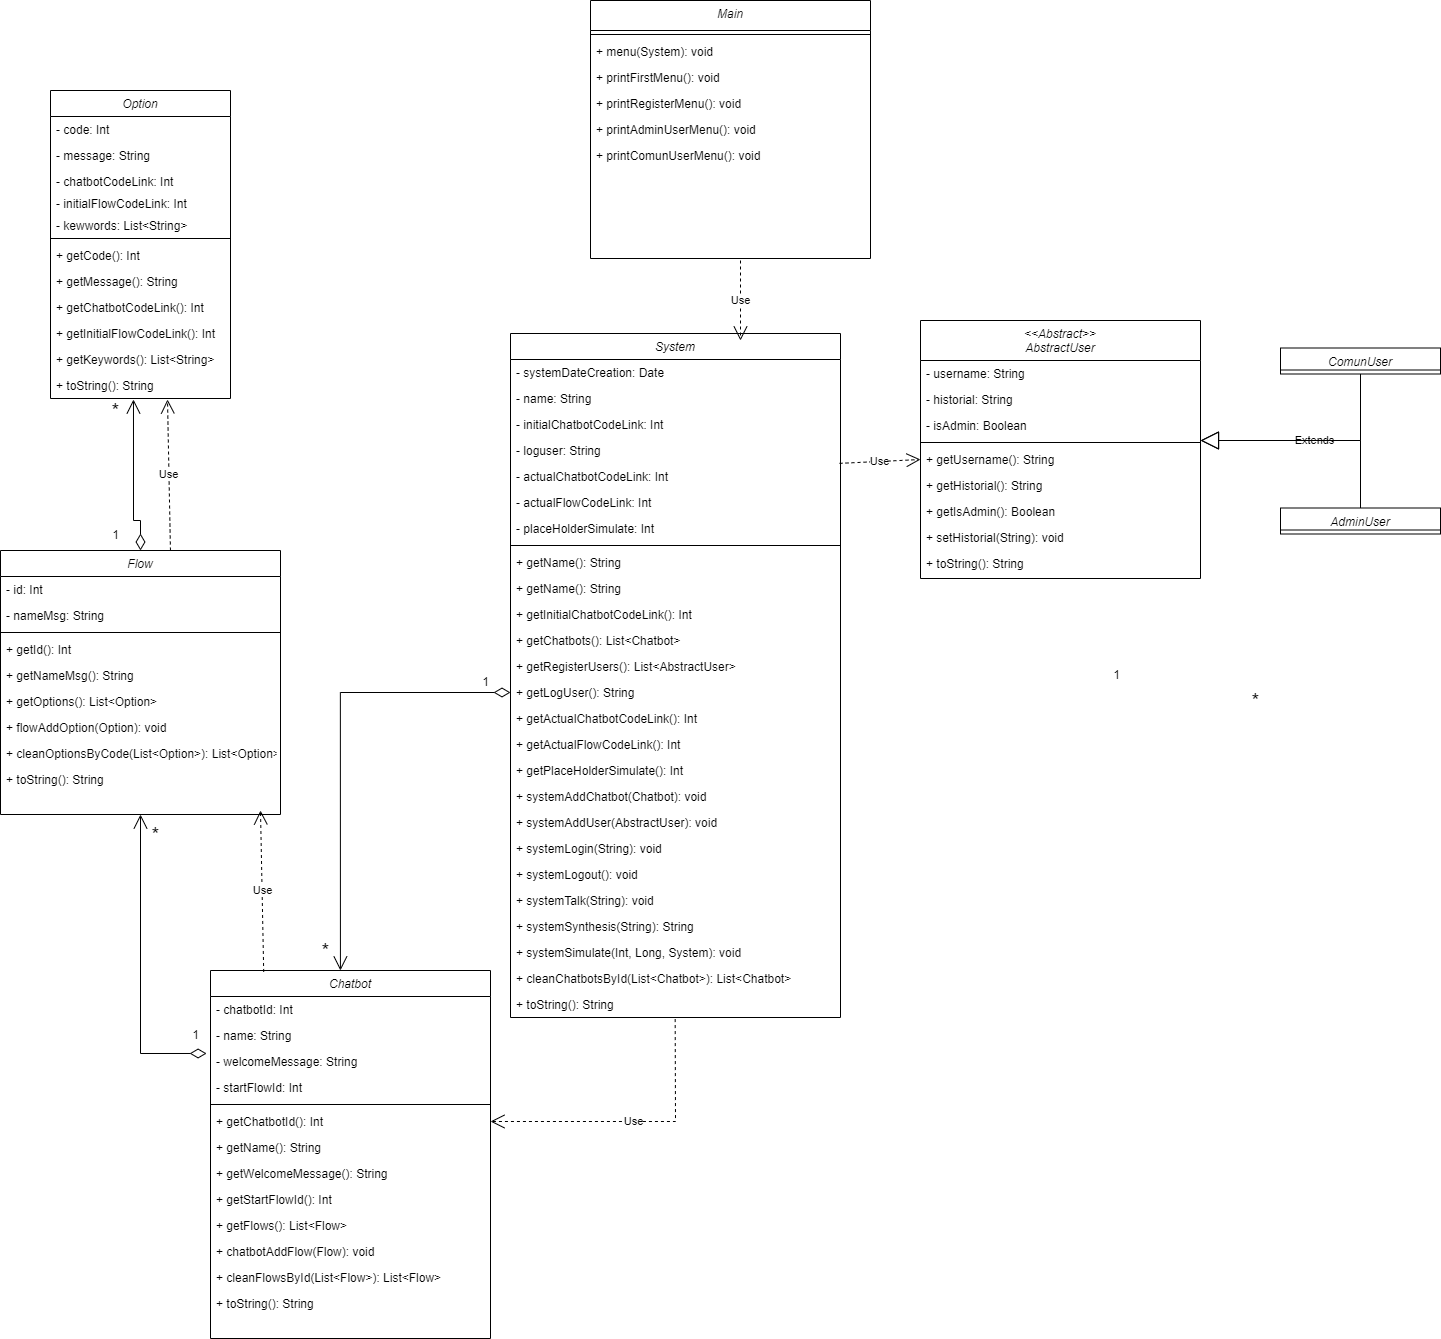 Main
+ menu(System): void
+ printFirstMenu(): void
+ printRegisterMenu(): void
+ printAdminUserMenu(): void
+ printComunUserMenu(): void
Use
Option
- code: Int
- message: String
- chatbotCodeLink: Int
- initialFlowCodeLink: Int
- kewwords: List<String>
+ getCode(): Int
+ getMessage(): String
+ getChatbotCodeLink(): Int
+ getInitialFlowCodeLink(): Int
+ getKeywords(): List<String>
+ toString(): String
*
Use
1
Flow
- id: Int
- nameMsg: String
+ getId(): Int
+ getNameMsg(): String
+ getOptions(): List<Option>
+ flowAddOption(Option): void
+ cleanOptionsByCode(List<Option>): List<Option>
+ toString(): String
*
Use
System
- systemDateCreation: Date
- name: String
- initialChatbotCodeLink: Int
- loguser: String
- actualChatbotCodeLink: Int
- actualFlowCodeLink: Int
- placeHolderSimulate: Int
+ getName(): String
+ getName(): String
+ getInitialChatbotCodeLink(): Int
+ getChatbots(): List<Chatbot>
+ getRegisterUsers(): List<AbstractUser>
+ getLogUser(): String
+ getActualChatbotCodeLink(): Int
+ getActualFlowCodeLink(): Int
+ getPlaceHolderSimulate(): Int
+ systemAddChatbot(Chatbot): void
+ systemAddUser(AbstractUser): void
+ systemLogin(String): void
+ systemLogout(): void
+ systemTalk(String): void
+ systemSynthesis(String): String
+ systemSimulate(Int, Long, System): void
+ cleanChatbotsById(List<Chatbot>): List<Chatbot>
+ toString(): String
1
*
Use
<<Abstract>>
AbstractUser
- username: String
- historial: String
- isAdmin: Boolean
+ getUsername(): String
+ getHistorial(): String
+ getIsAdmin(): Boolean
+ setHistorial(String): void
+ toString(): String
ComunUser
Extends
AdminUser
1
*
Chatbot
- chatbotId: Int
- name: String
- welcomeMessage: String
- startFlowId: Int
+ getChatbotId(): Int
+ getName(): String
+ getWelcomeMessage(): String
+ getStartFlowId(): Int
+ getFlows(): List<Flow>
+ chatbotAddFlow(Flow): void
+ cleanFlowsById(List<Flow>): List<Flow>
+ toString(): String
1
Use